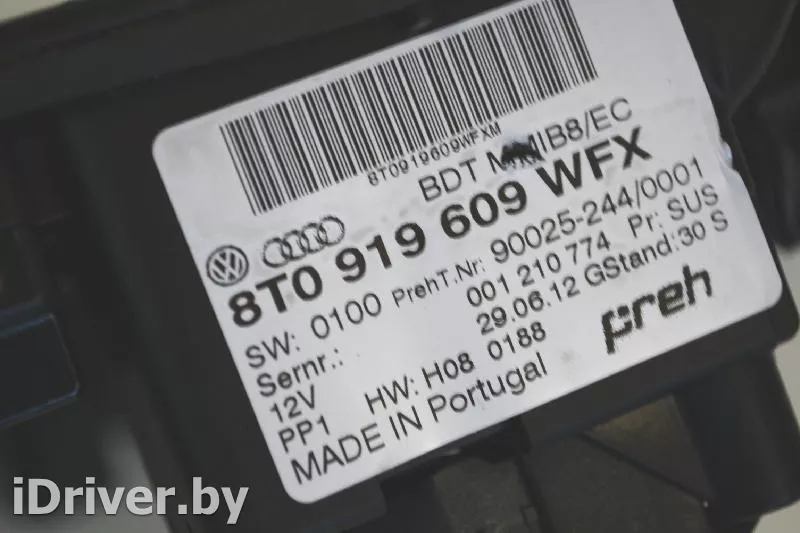 8T0919609WFXM
BDT MMIB8/EC
8T0 919 609 WFX
SW: 0100 PrehT.Nr: 90025-244/0001
Sernr.: 001 210 774 Pr: SUS
12V 29.06.12 GStand:30 S
PP1 HW: H08 0188
MADE IN Portugal
preh
iDriver.by